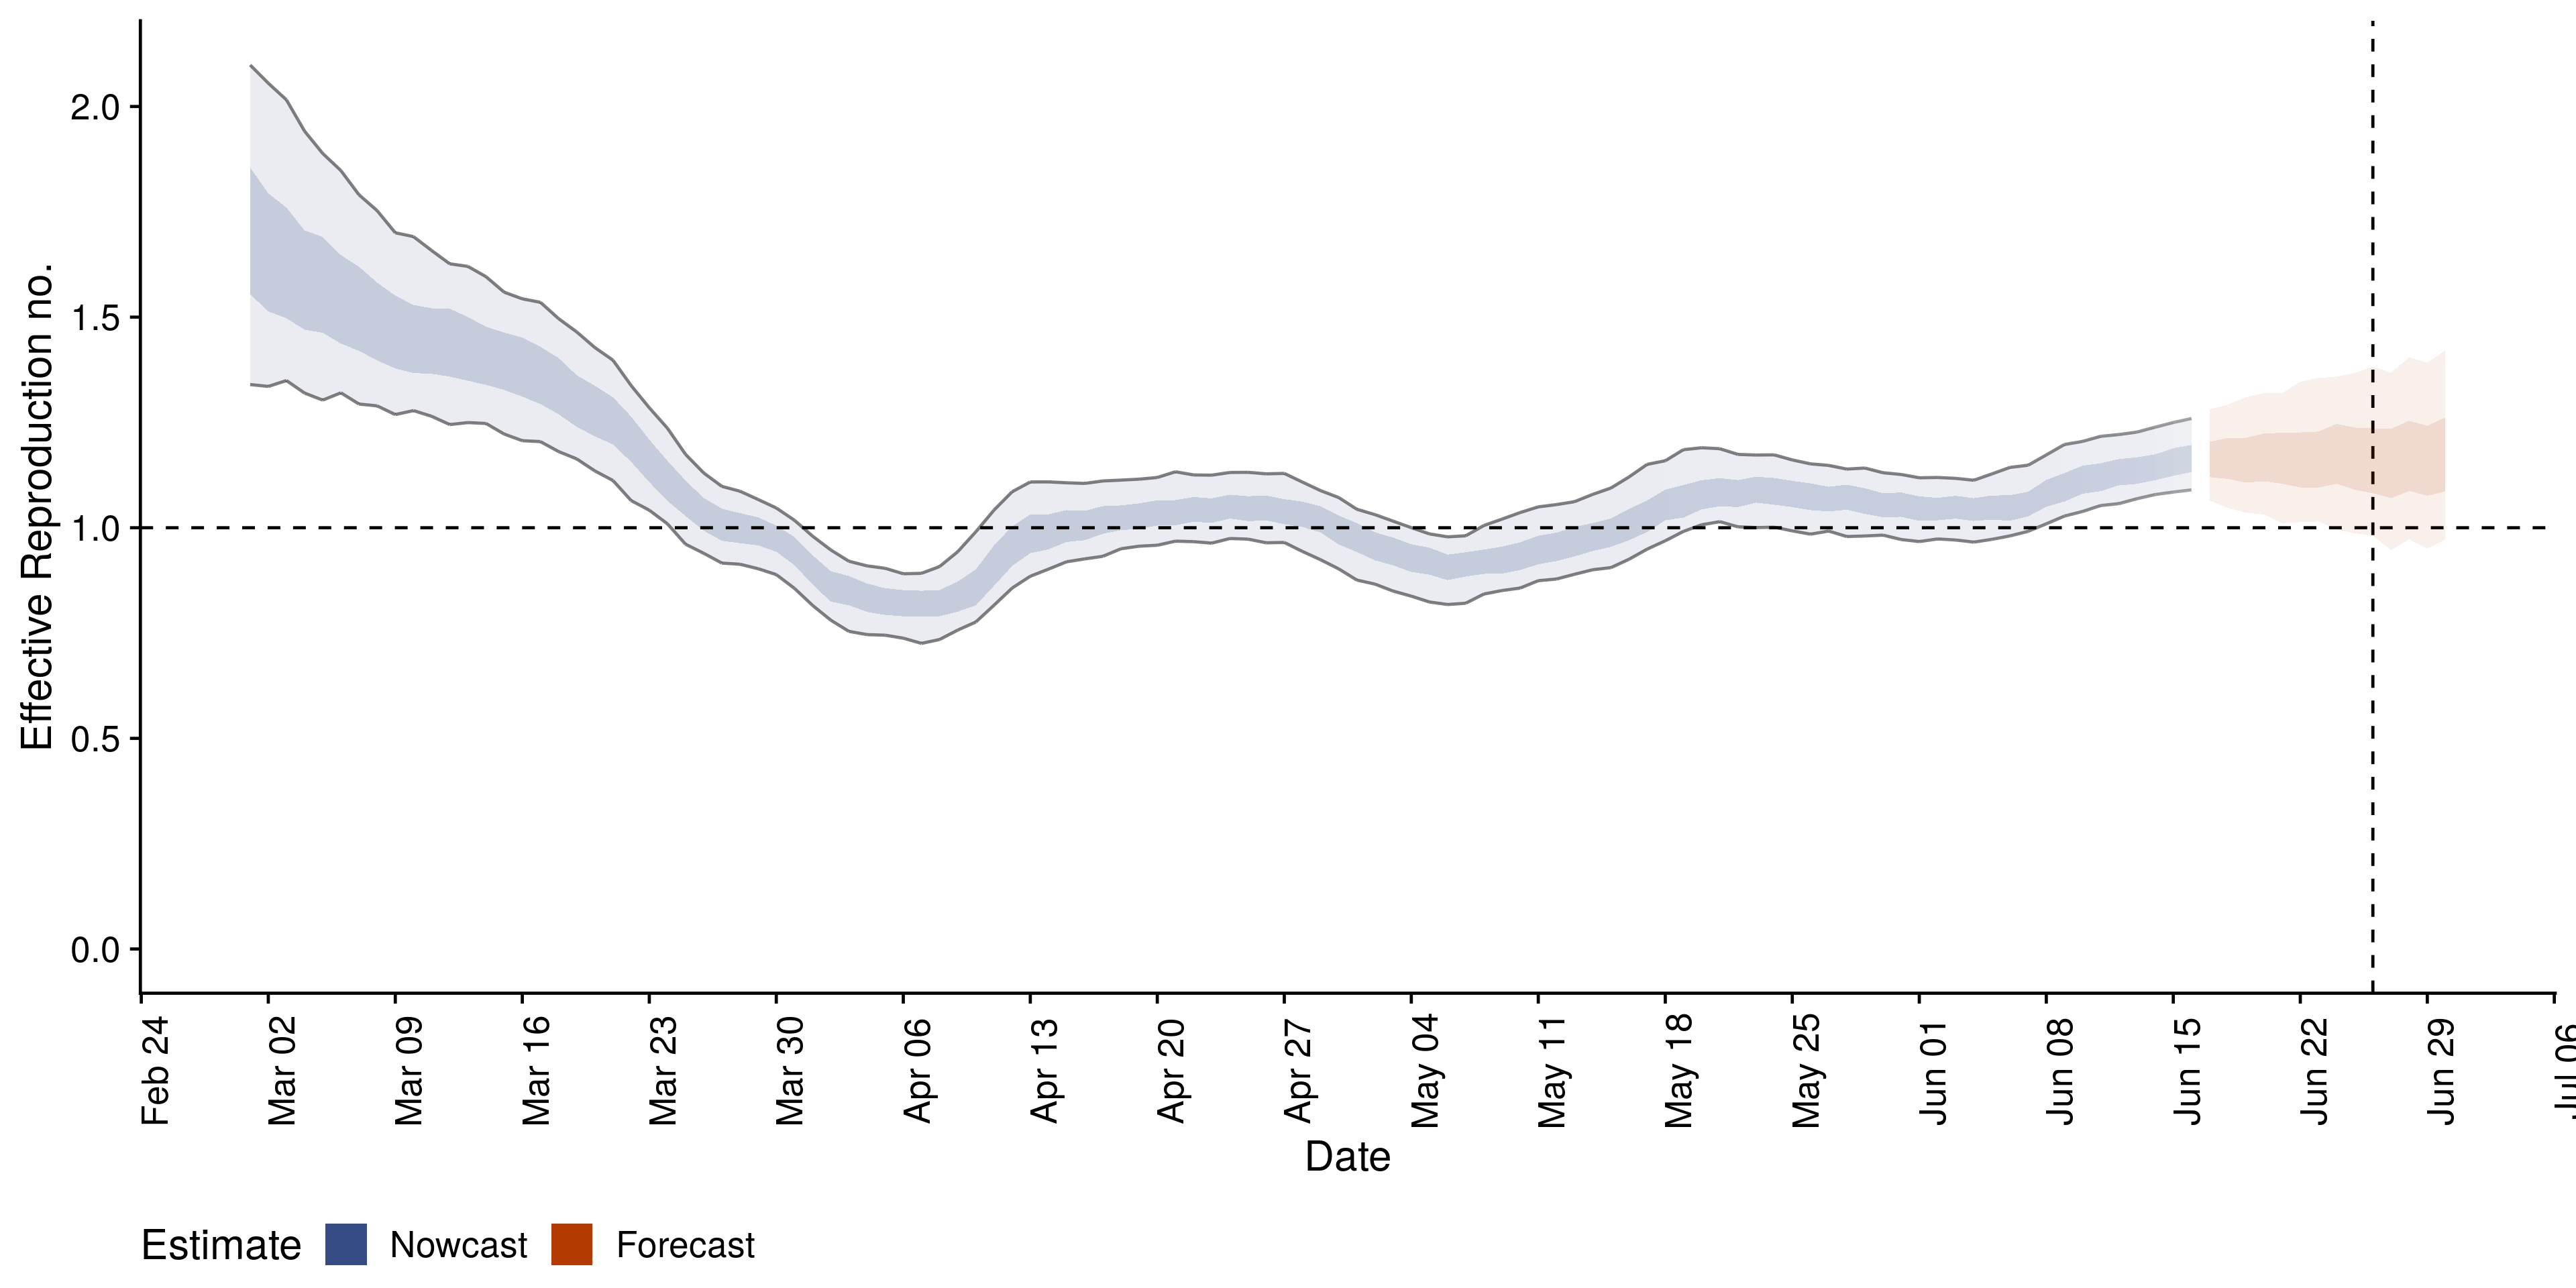 Effective Reproduction no.
2.0
1.5
1.0
0.5
0.0
Feb 24
Mar 02
Mar 09
Mar 16
Mar 23
Mar 30
Apr 06
Apr 13
Apr 20
Apr 27
May 04
May 11
May 18
May 25
Jun 01
Jun 08
Jun 15
Jun 22
Jun 29
Jul 06
Date
Estimate Nowcast Forecast